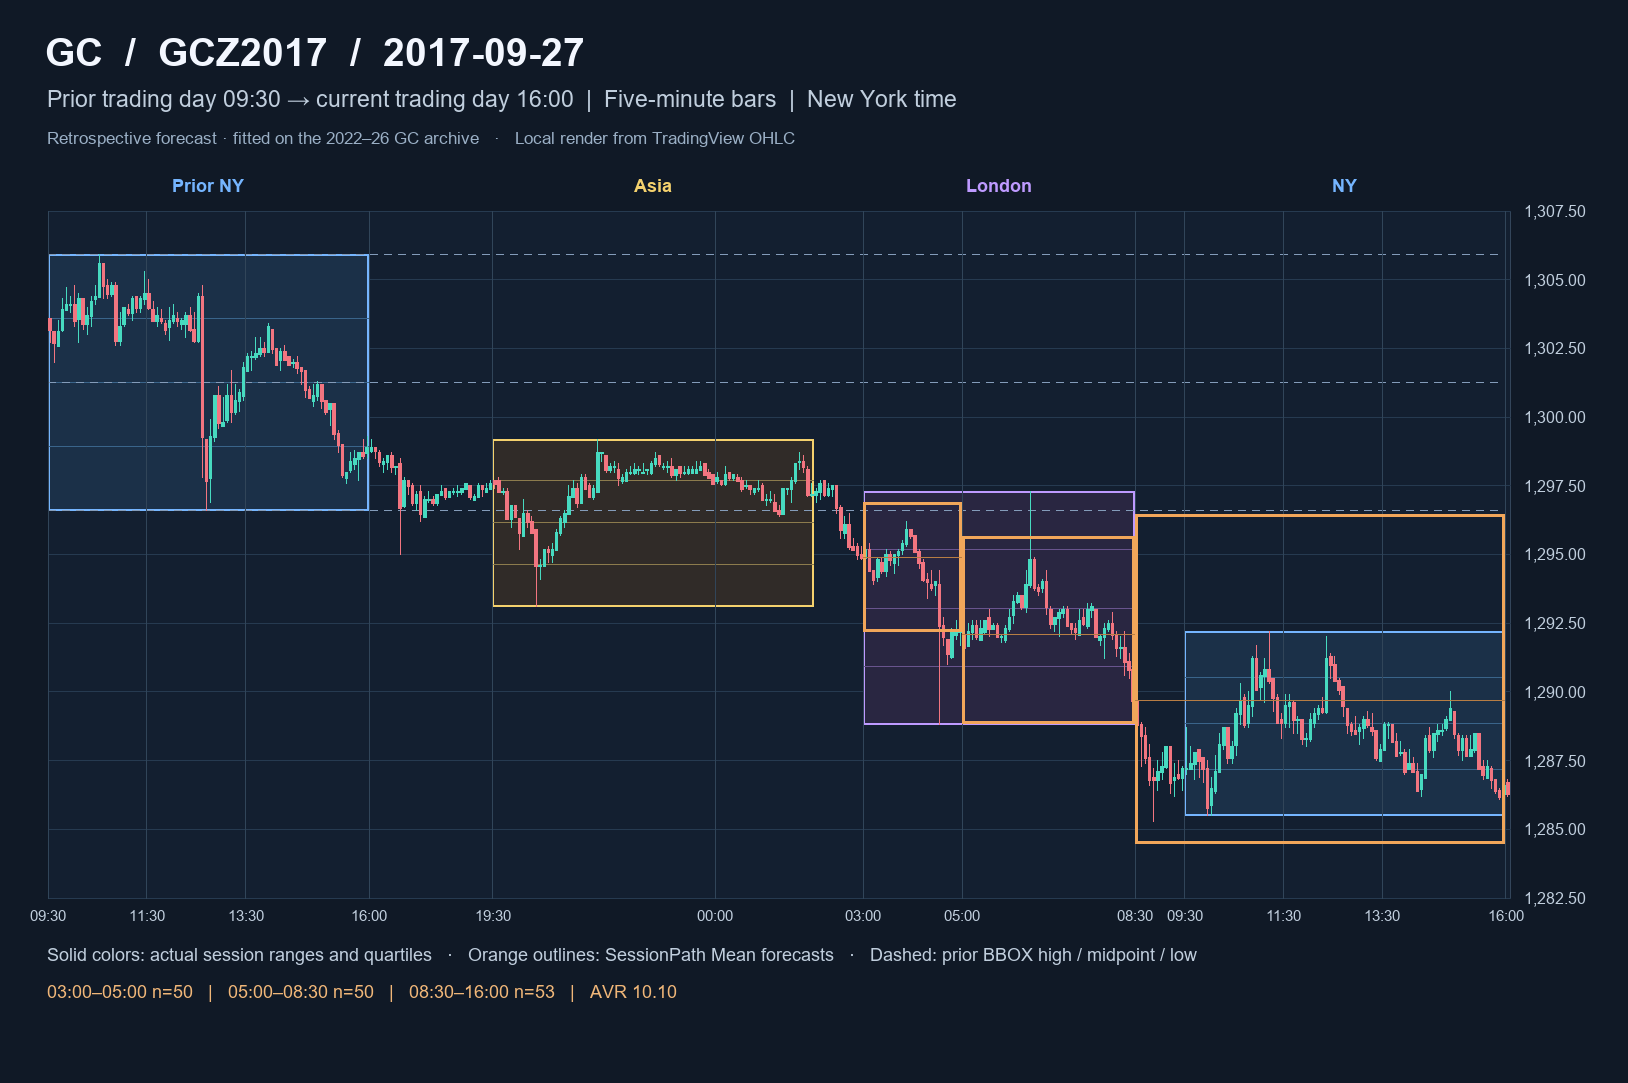 GC / GCZ2017 / 2017-09-27
Prior trading day 09:30 → current trading day 16:00 | Five-minute bars | New York time
Retrospective forecast · fitted on the 2022–26 GC archive · Local render from TradingView OHLC
Prior NY Asia London NY
1,307.50
1,305.00
1,302.50
1,300.00
1,297.50
1,295.00
1,292.50
1,290.00
1,287.50
1,285.00
1,282.50
09:30 11:30 13:30 16:00 19:30 00:00 03:00 05:00 08:30 09:30 11:30 13:30 16:00
Solid colors: actual session ranges and quartiles · Orange outlines: SessionPath Mean forecasts · Dashed: prior BBOX high / midpoint / low
03:00–05:00 n=50 | 05:00–08:30 n=50 | 08:30–16:00 n=53 | AVR 10.10